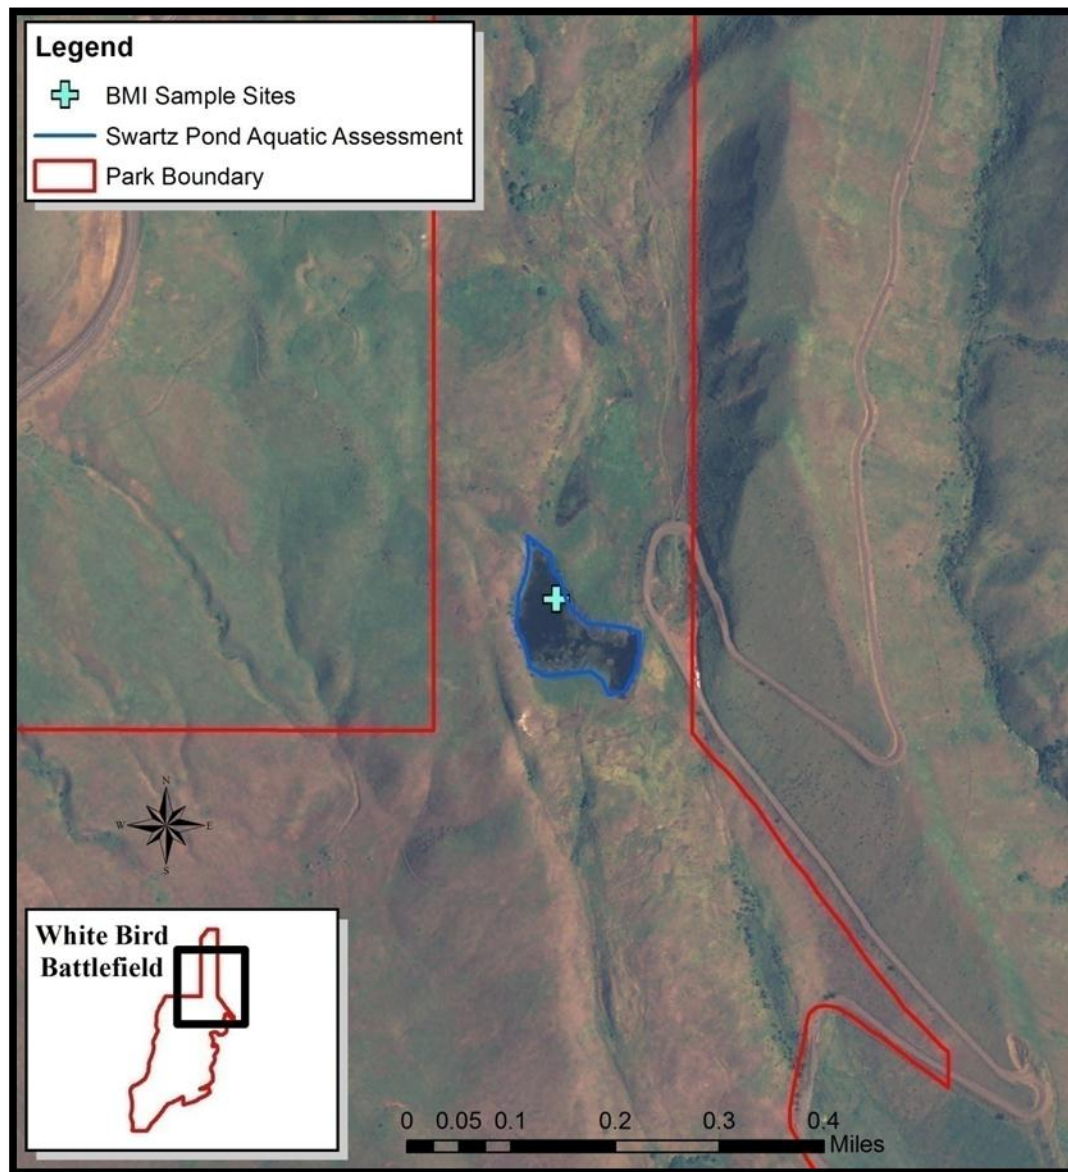 Legend
BMI Sample Sites
Swartz Pond Aquatic Assessment
Park Boundary
1
N
W E
S
White Bird
Battlefield
0 0.05 0.1 0.2 0.3 0.4
Miles